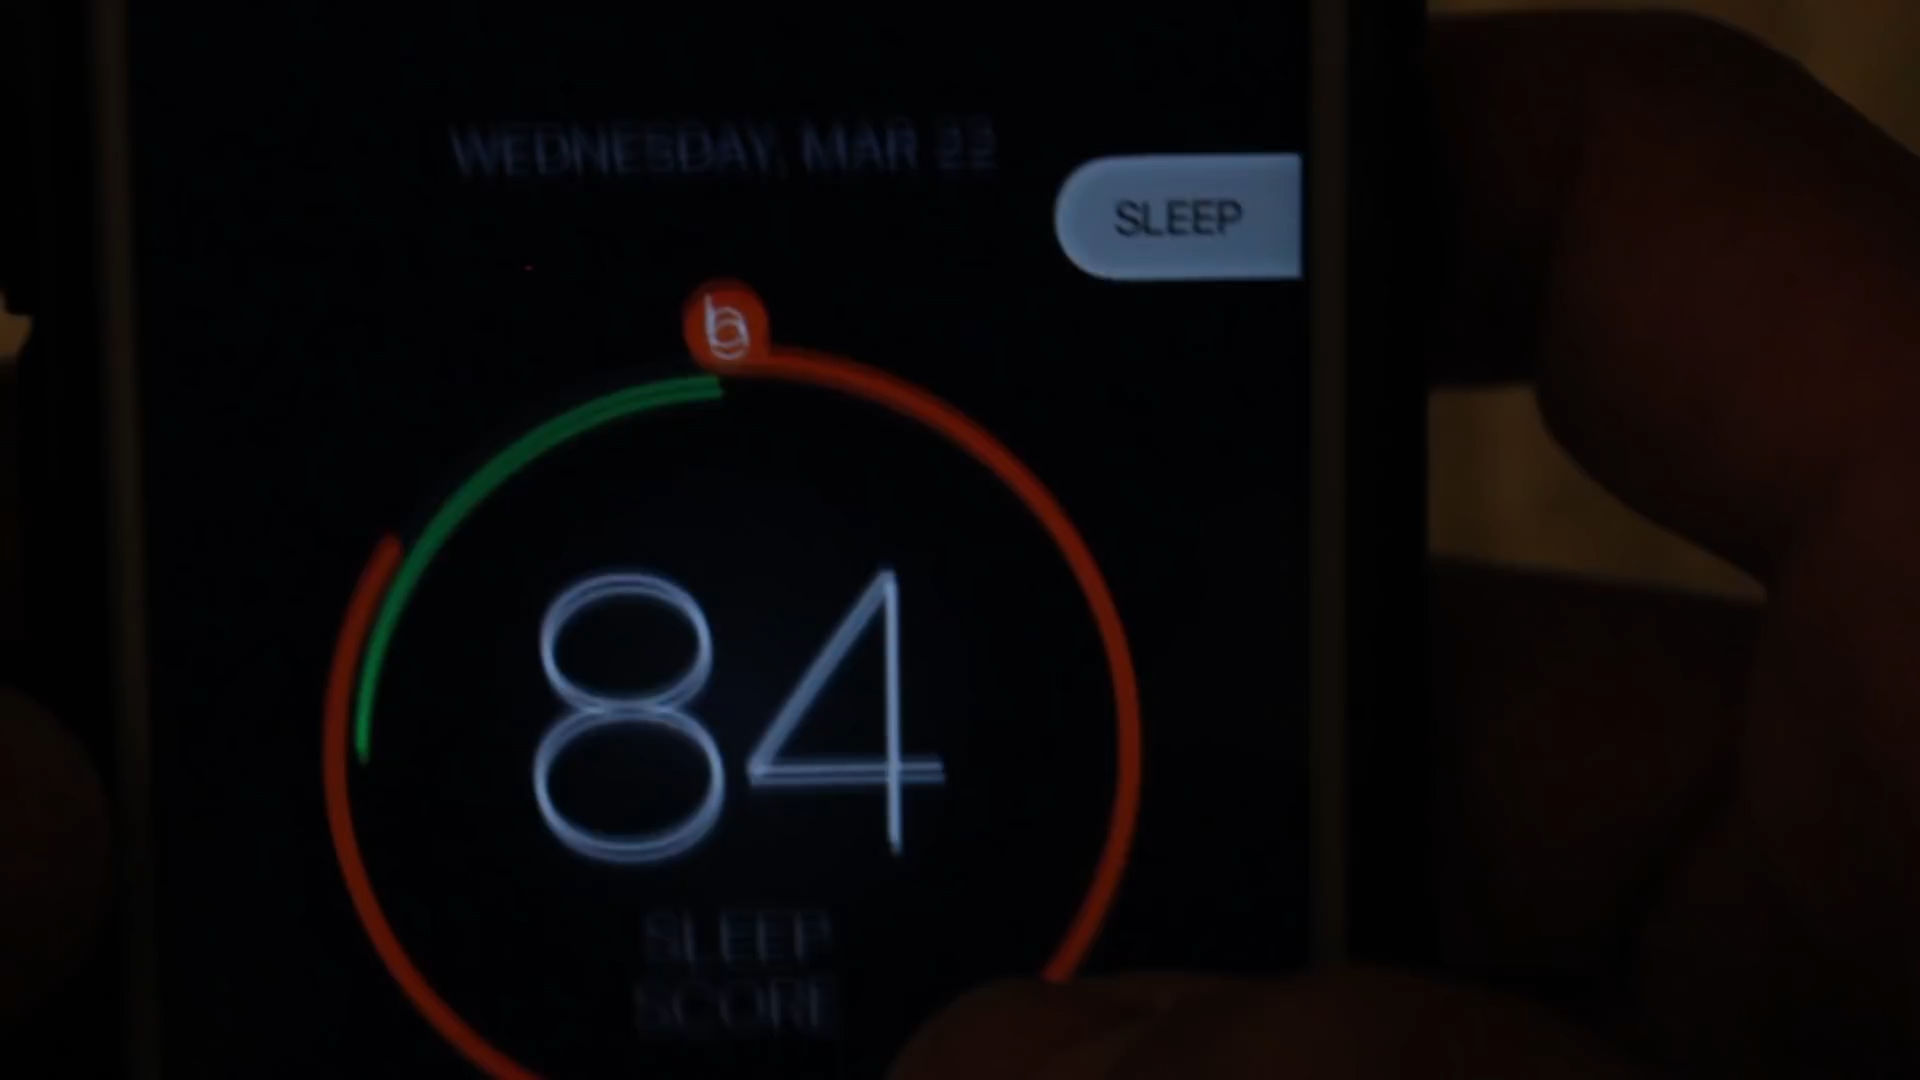 WEDNESDAY, MAR 22
SLEEP
b
84
SLEEP
SCORE